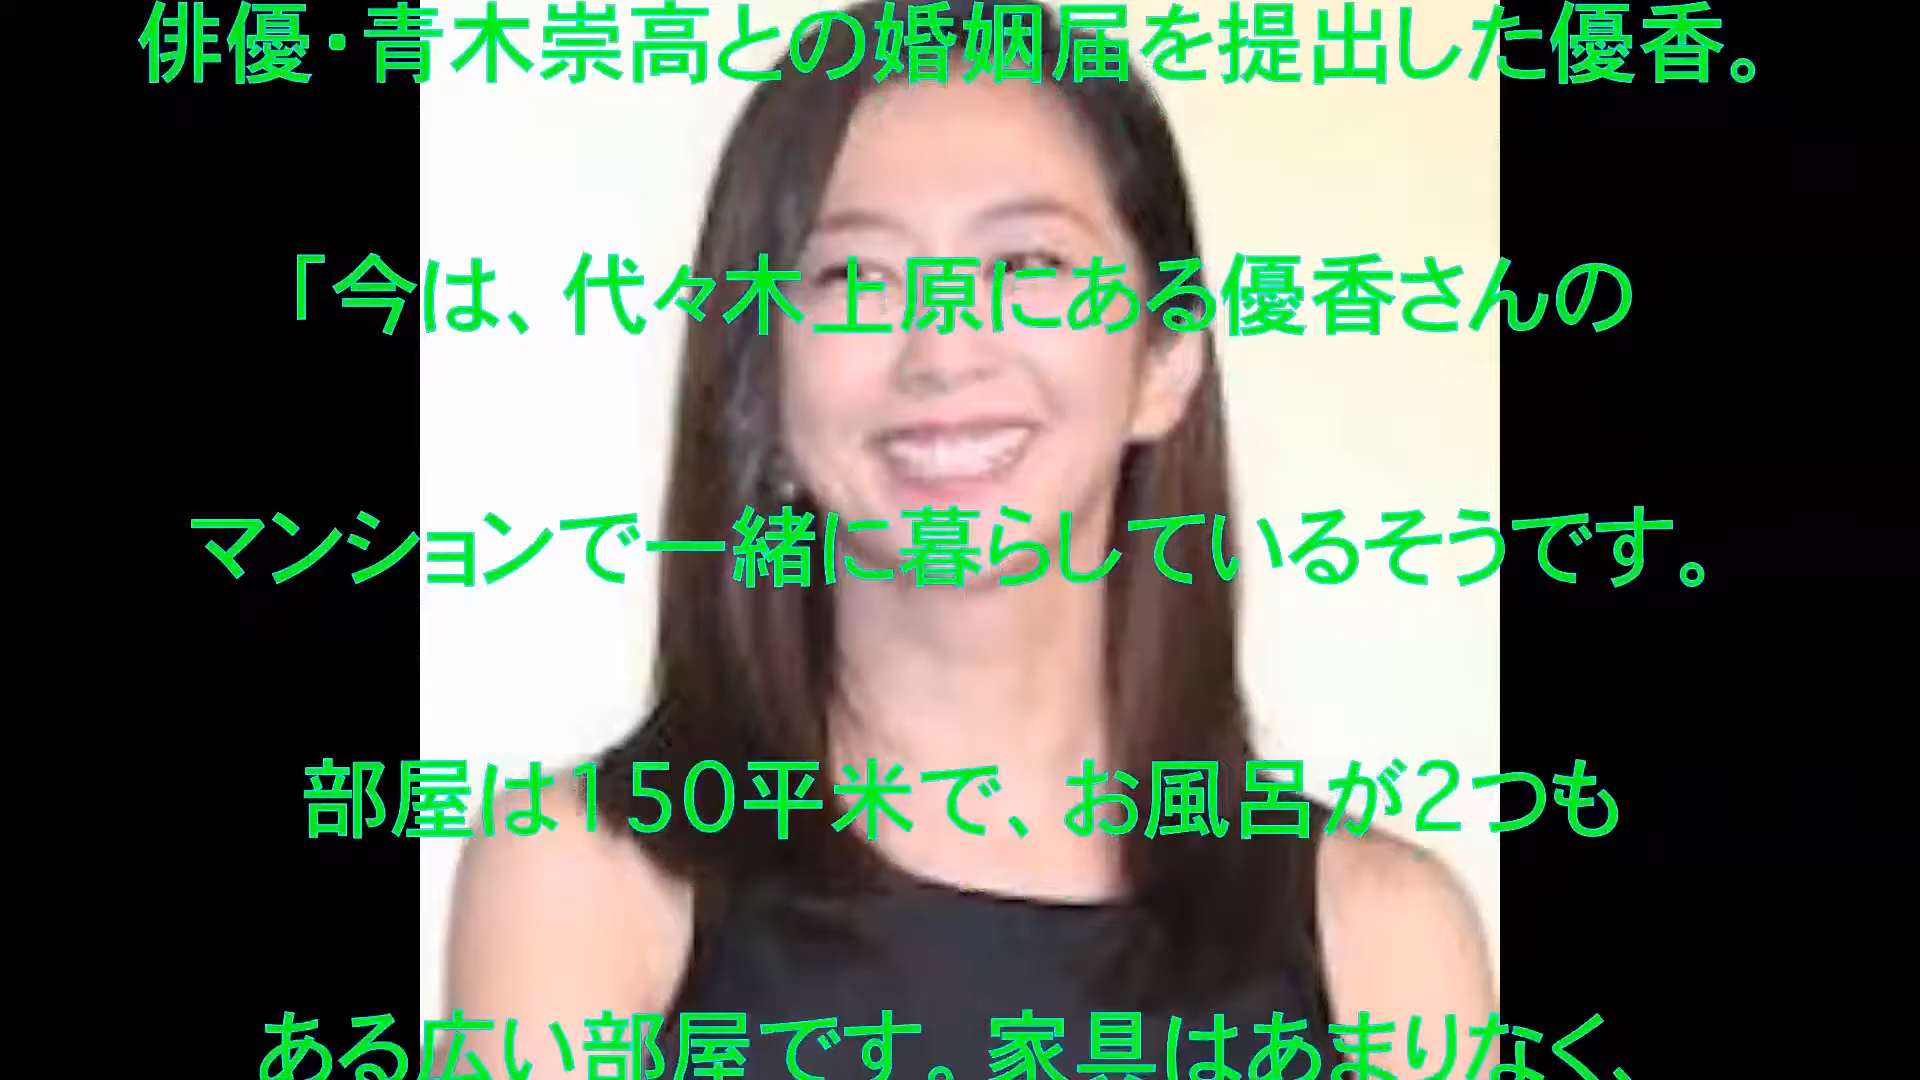 俳優・青木崇高との婚姻届を提出した優香。
「今は、代々木上原にある優香さんの
マンションで一緒に暮らしているそうです。
部屋は150平米で、お風呂が2つも
ある広い部屋です。家具はあまりなく、